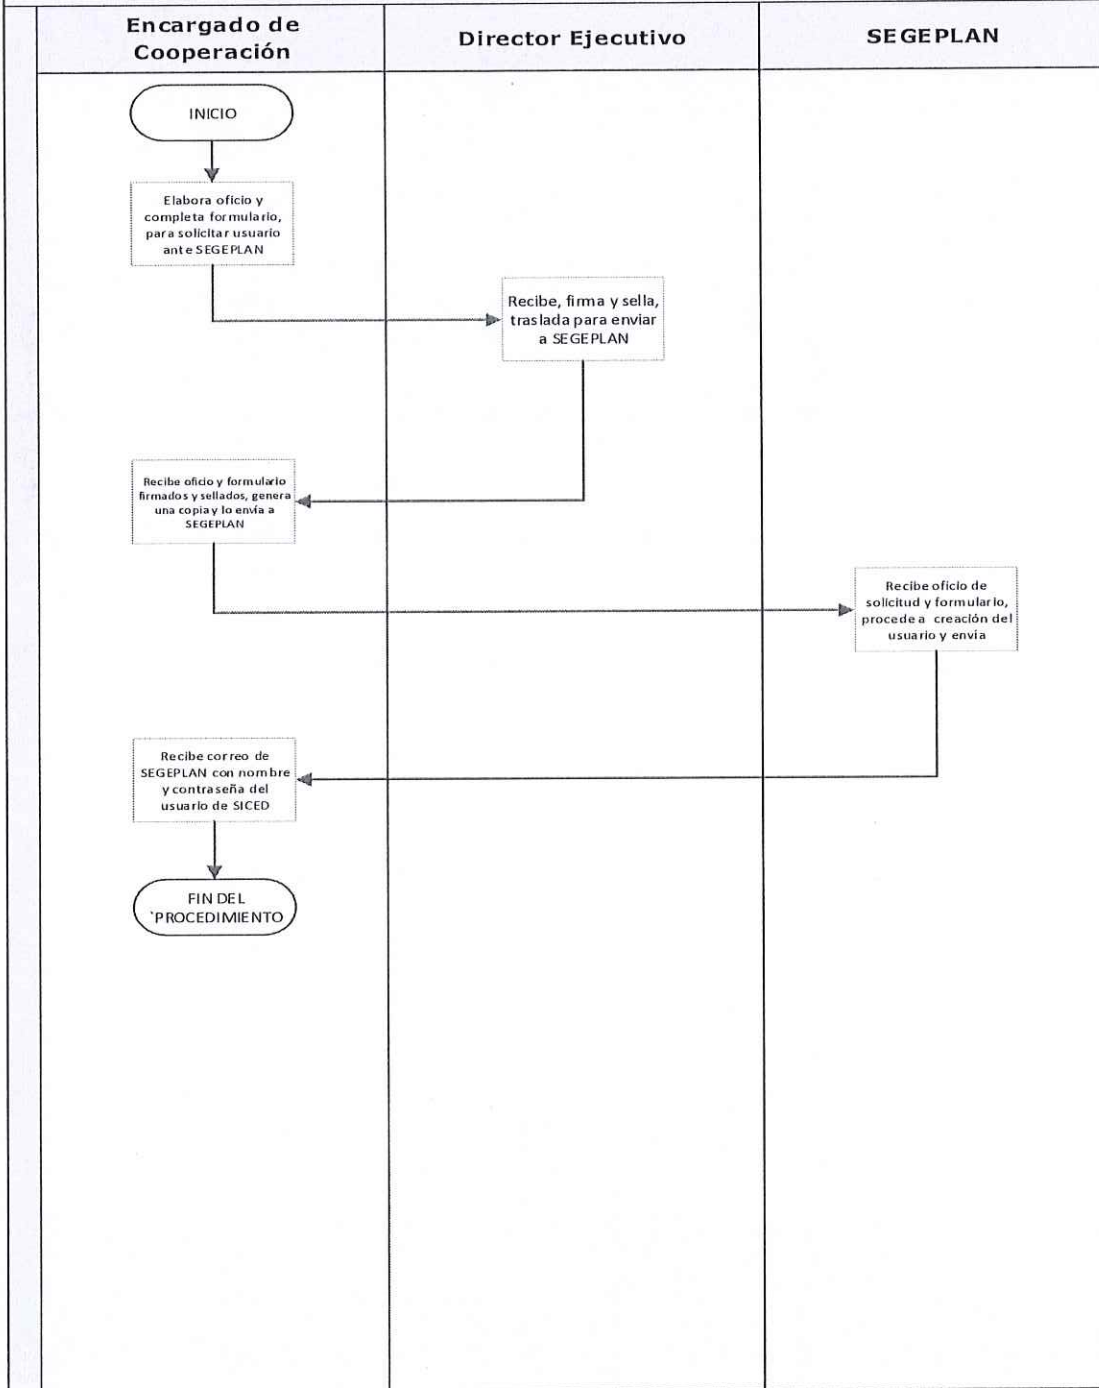 Encargado de
Cooperación
Director Ejecutivo
SEGEPLAN
INICIO
Elabora oficio y
completa formulario,
para solicitar usuario
ante SEGEPLAN
Recibe, firma y sella,
traslada para enviar
a SEGEPLAN
Recibe oficio y formulario
firmados y sellados, genera
una copia y lo envía a
SEGEPLAN
Recibe oficio de
solicitud y formulario,
procede a creación del
usuario y envía
Recibe correo de
SEGEPLAN con nombre
y contraseña del
usuario de SICED
FIN DEL
`PROCEDIMIENTO